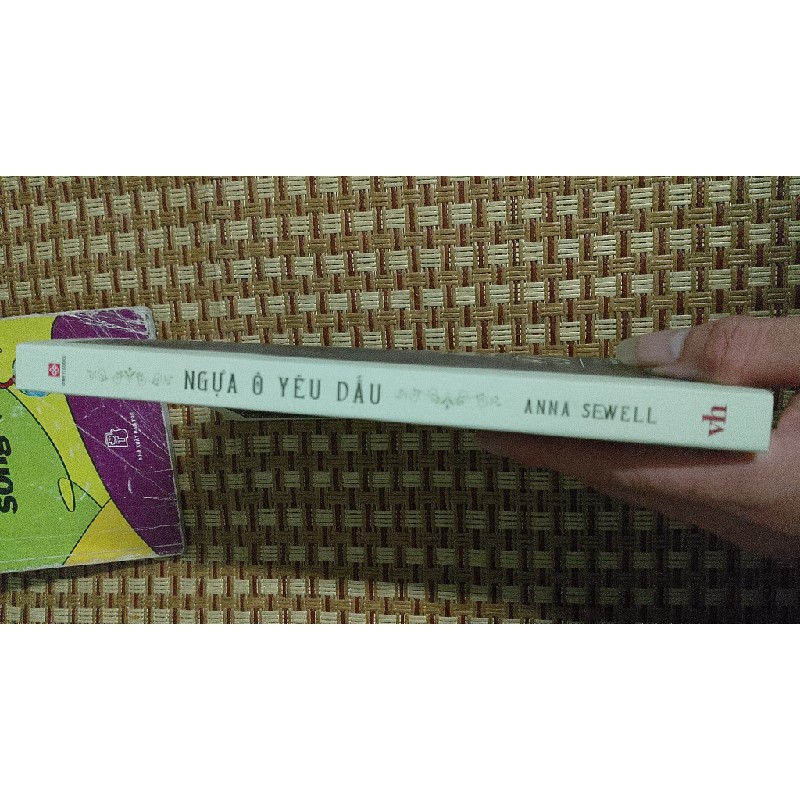 NGỰA Ô YÊU DẤU
ANNA SEWELL
vh